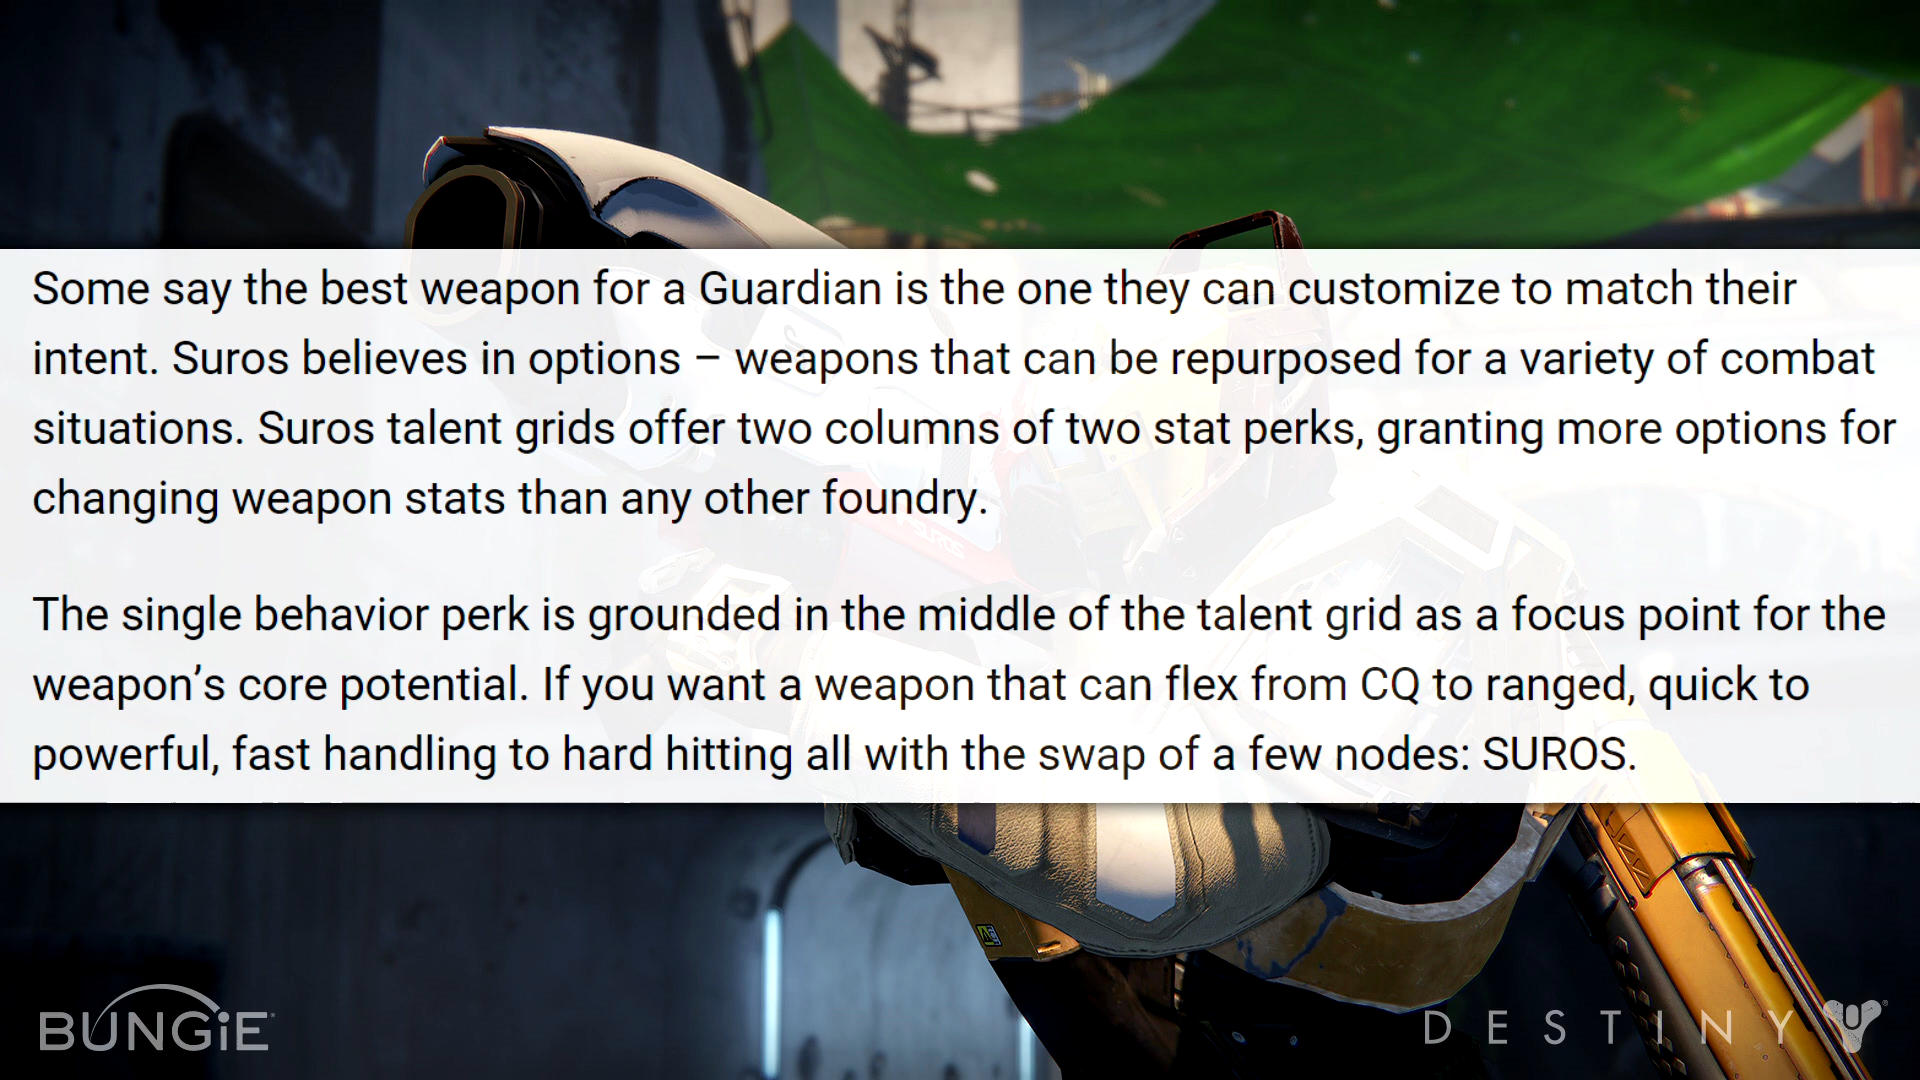 Some say the best weapon for a Guardian is the one they can customize to match their
intent. Suros believes in options – weapons that can be repurposed for a variety of combat
situations. Suros talent grids offer two columns of two stat perks, granting more options for
changing weapon stats than any other foundry.
The single behavior perk is grounded in the middle of the talent grid as a focus point for the
weapon’s core potential. If you want a weapon that can flex from CQ to ranged, quick to
powerful, fast handling to hard hitting all with the swap of a few nodes: SUROS.
SUROS
BUNGiE
DESTINY